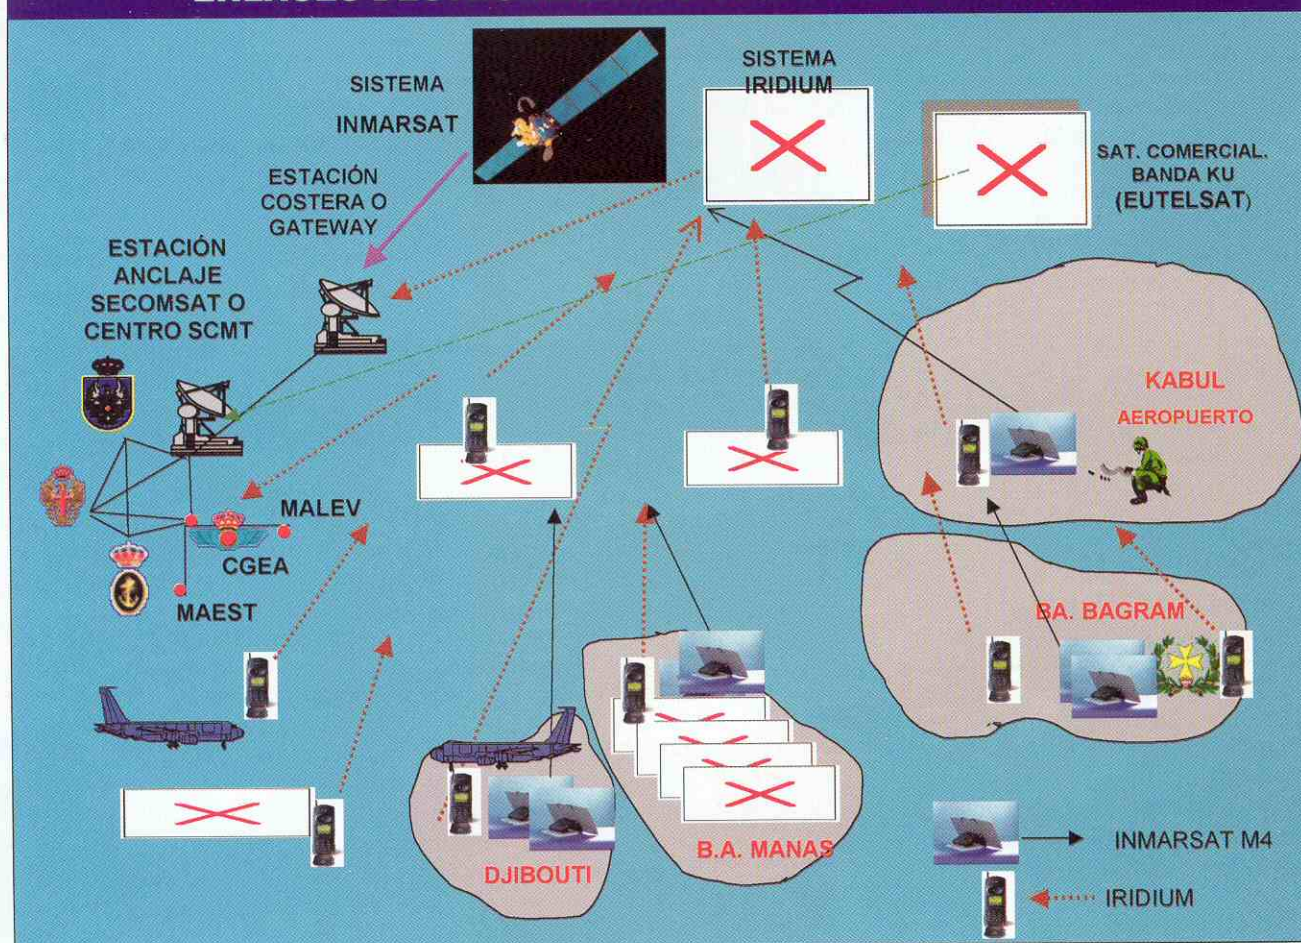 SISTEMA
INMARSAT
SISTEMA
IRIDIUM
SAT. COMERCIAL.
BANDA KU
(EUTELSAT)
ESTACIÓN
COSTERA O
GATEWAY
ESTACIÓN
ANCLAJE
SECOMSAT O
CENTRO SCMT
KABUL
AEROPUERTO
MALEV
CGEA
MAEST
BA. BAGRAM
B.A. MANAS
DJIBOUTI
INMARSAT M4
IRIDIUM